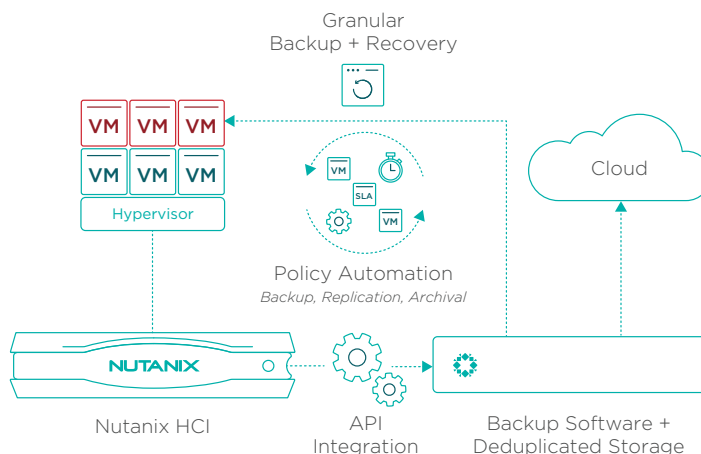 Granular
Backup + Recovery
VM VM VM
VM VM VM
Hypervisor
VM
SLA
VM
Cloud
Policy Automation
Backup, Replication, Archival
NUTANIX
Nutanix HCI
API
Integration
Backup Software +
Deduplicated Storage